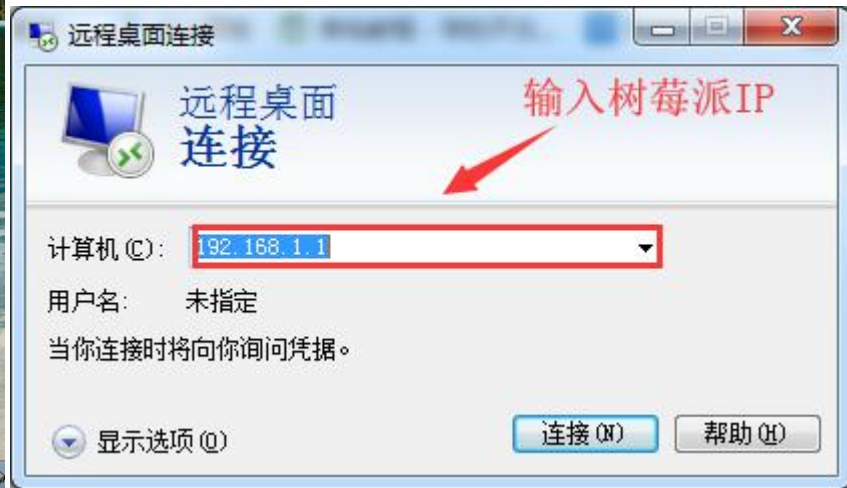 远程桌面连接
远程桌面
连接
输入树莓派IP
计算机(C):
192.168.1.1
用户名:
未指定
当你连接时将向你询问凭据。
显示选项(O)
连接(N)
帮助(H)